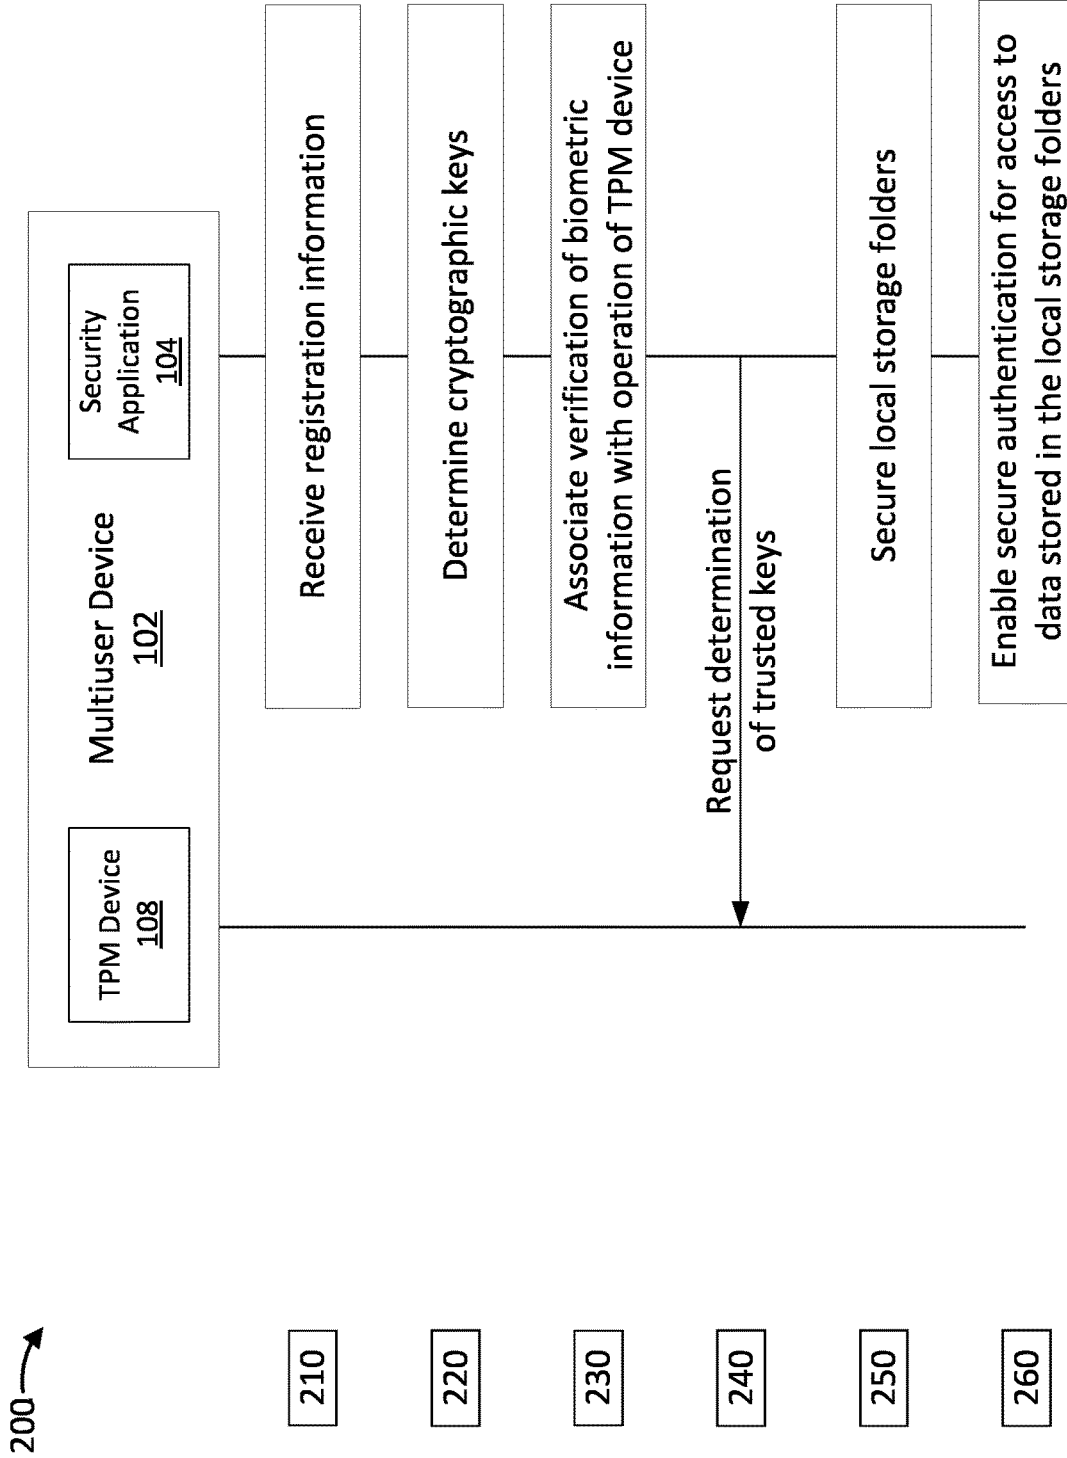 200
Multiuser Device
102
TPM Device
108
Security
Application
104
210
Receive registration information
220
Determine cryptographic keys
230
Associate verification of biometric
information with operation of TPM device
240
Request determination
of trusted keys
250
Secure local storage folders
260
Enable secure authentication for access to
data stored in the local storage folders